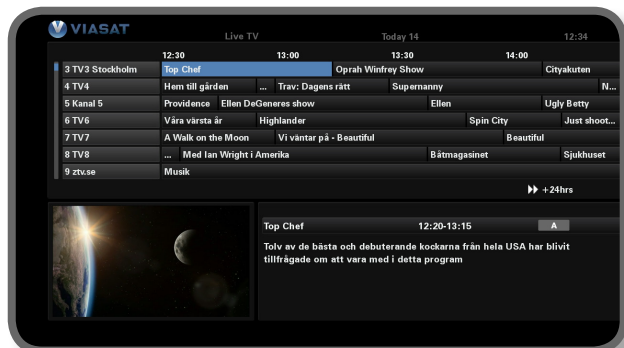 VIASAT Live TV Today 14 12:34
12:30 13:00 13:30 14:00
3 TV3 Stockholm Top Chef Oprah Winfrey Show Cityakuten
4 TV4 Hem till gården ... Trav: Dagens rätt Supernanny N...
5 Kanal 5 Providence Ellen DeGeneres show Ellen Ugly Betty
6 TV6 Våra värsta år Highlander Spin City Just shoot...
7 TV7 A Walk on the Moon Vi väntar på - Beautiful Beautiful
8 TV8 ... Med Ian Wright i Amerika Båtmagasinet Sjukhuset
9 ztv.se Musik
+24hrs
Top Chef 12:20-13:15 A
Tolv av de bästa och debuterande kockarna från hela USA har blivit
tillfrågade om att vara med i detta program